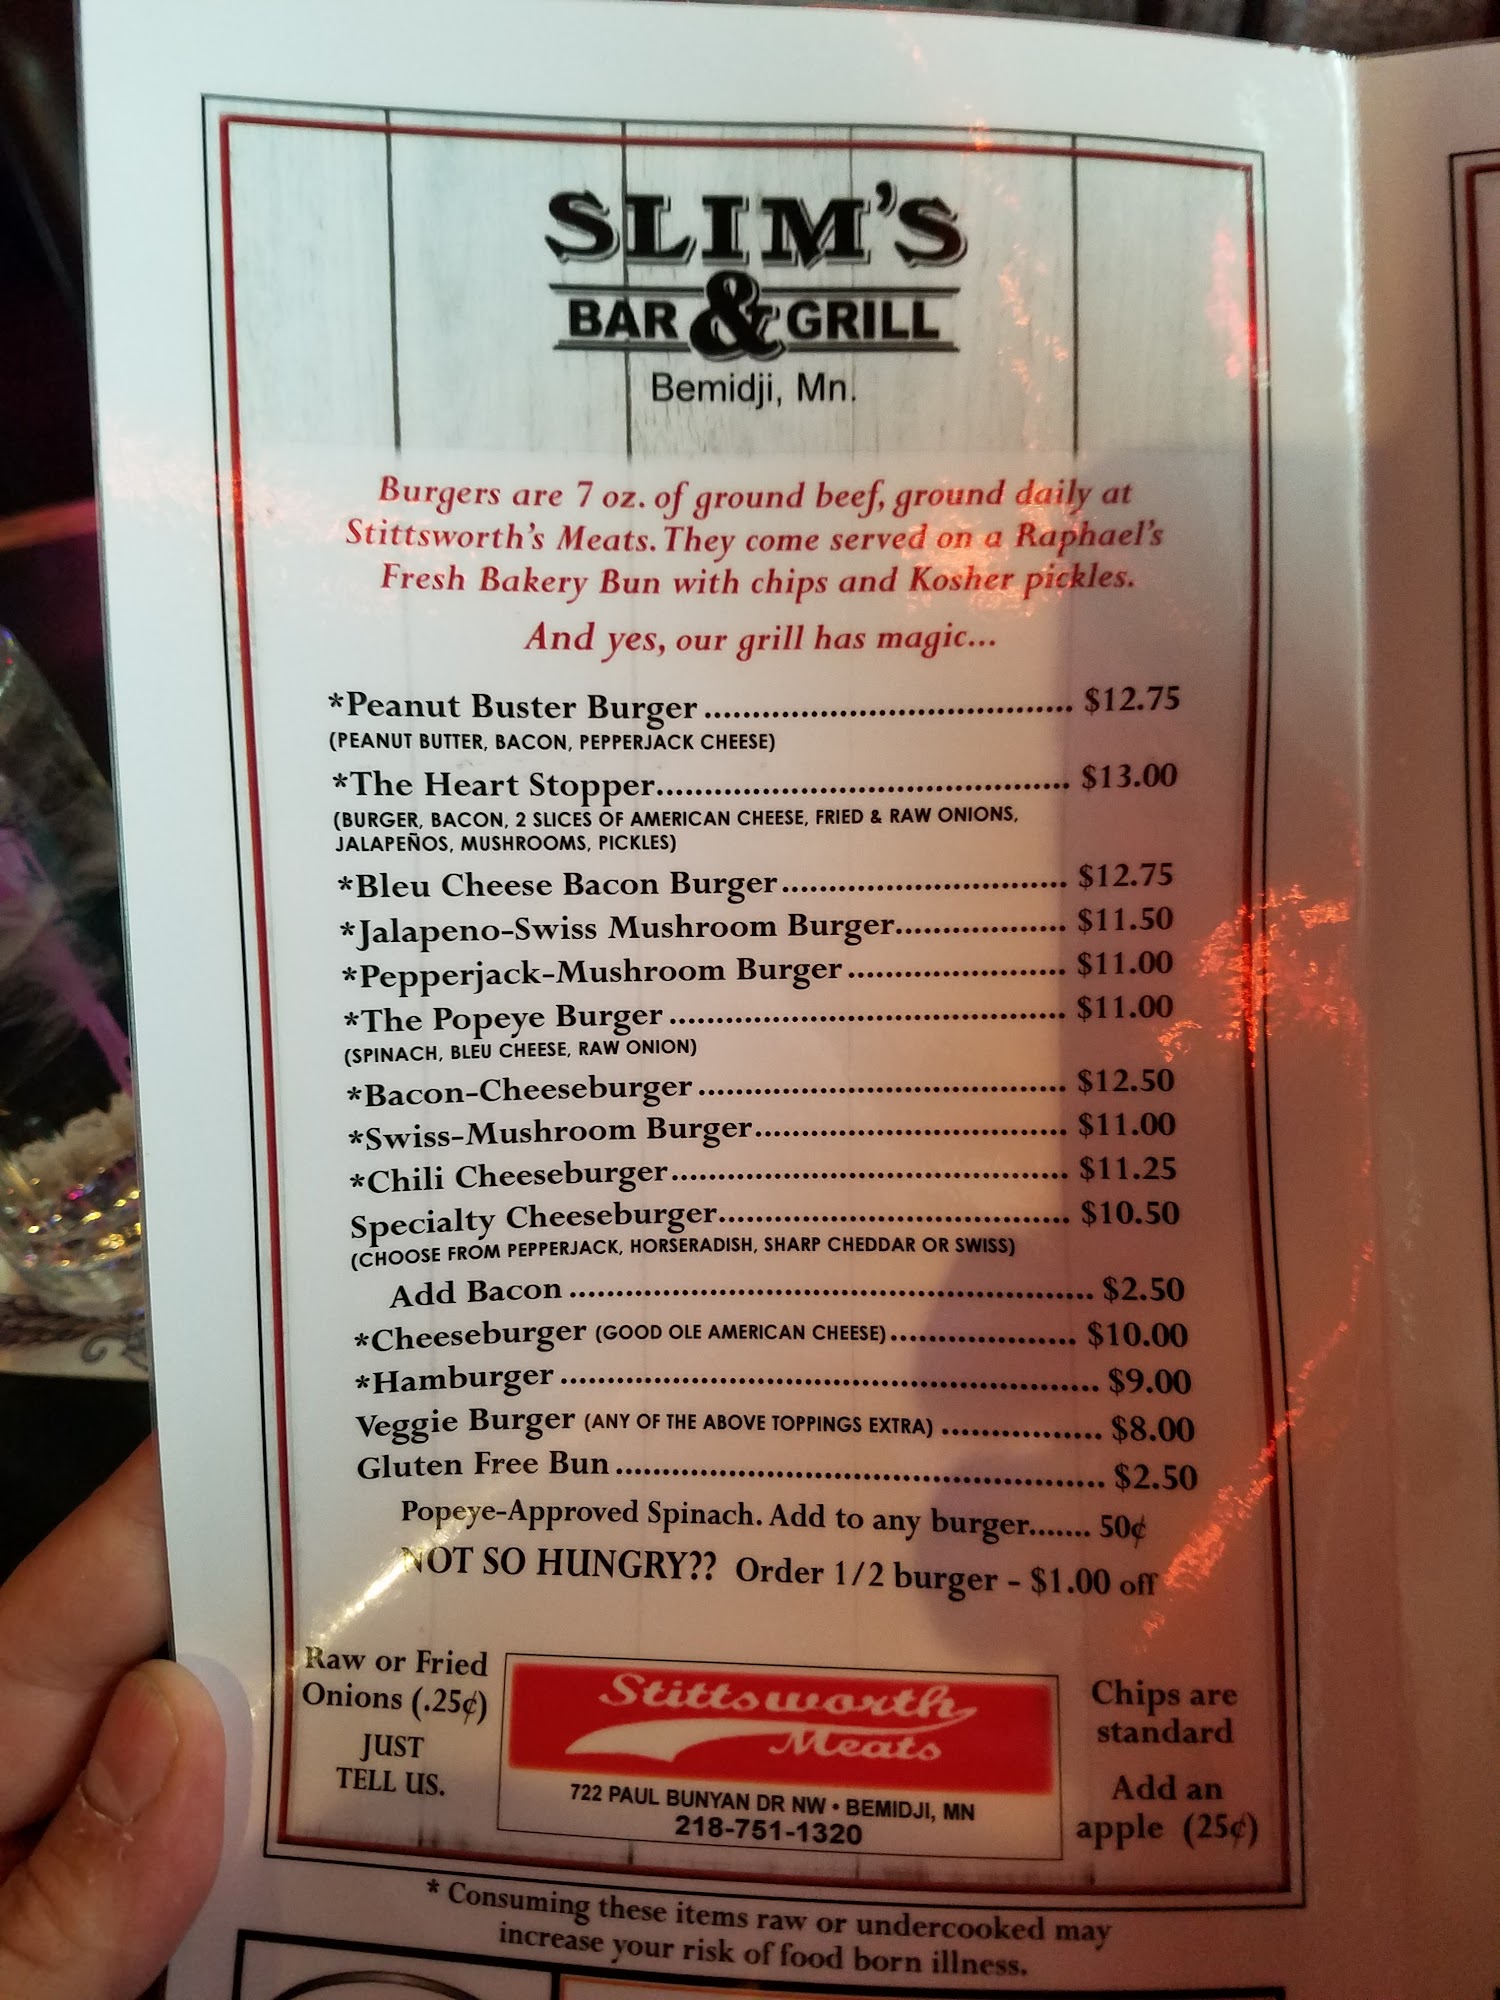 SLIM'S
BAR & GRILL
Bemidji, Mn.
Burgers are 7 oz. of ground beef, ground daily at
Stittsworth's Meats. They come served on a Raphael's
Fresh Bakery Bun with chips and Kosher pickles.
And yes, our grill has magic...
*Peanut Buster Burger ....................................... $12.75
(PEANUT BUTTER, BACON, PEPPERJACK CHEESE)
*The Heart Stopper............................................ $13.00
(BURGER, BACON, 2 SLICES OF AMERICAN CHEESE, FRIED & RAW ONIONS,
JALAPEÑOS, MUSHROOMS, PICKLES)
*Bleu Cheese Bacon Burger.............................. $12.75
*Jalapeno-Swiss Mushroom Burger.................. $11.50
*Pepperjack-Mushroom Burger ....................... $11.00
*The Popeye Burger .......................................... $11.00
(SPINACH, BLEU CHEESE, RAW ONION)
*Bacon-Cheeseburger ....................................... $12.50
*Swiss-Mushroom Burger................................. $11.00
*Chili Cheeseburger.......................................... $11.25
Specialty Cheeseburger..................................... $10.50
(CHOOSE FROM PEPPERJACK, HORSERADISH, SHARP CHEDDAR OR SWISS)
Add Bacon ........................................................ $2.50
*Cheeseburger (GOOD OLE AMERICAN CHEESE).................... $10.00
*Hamburger ......................................................... $9.00
Veggie Burger (ANY OF THE ABOVE TOPPINGS EXTRA) ................. $8.00
Gluten Free Bun .................................................... $2.50
Popeye-Approved Spinach. Add to any burger....... 50¢
NOT SO HUNGRY?? Order 1/2 burger - $1.00 off
Raw or Fried
Onions (.25¢)
JUST
TELL US.
Stittsworth
Meats
722 PAUL BUNYAN DR NW • BEMIDJI, MN
218-751-1320
Chips are
standard
Add an
apple (25¢)
* Consuming these items raw or undercooked may
increase your risk of food born illness.